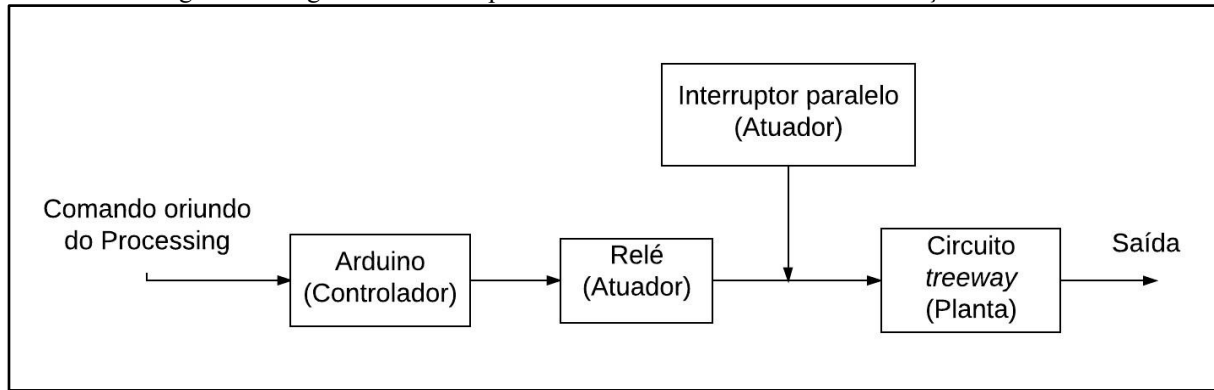 Interruptor paralelo
(Atuador)
Comando oriundo
do Processing
Arduino
(Controlador)
Relé
(Atuador)
Circuito
treeway
(Planta)
Saída